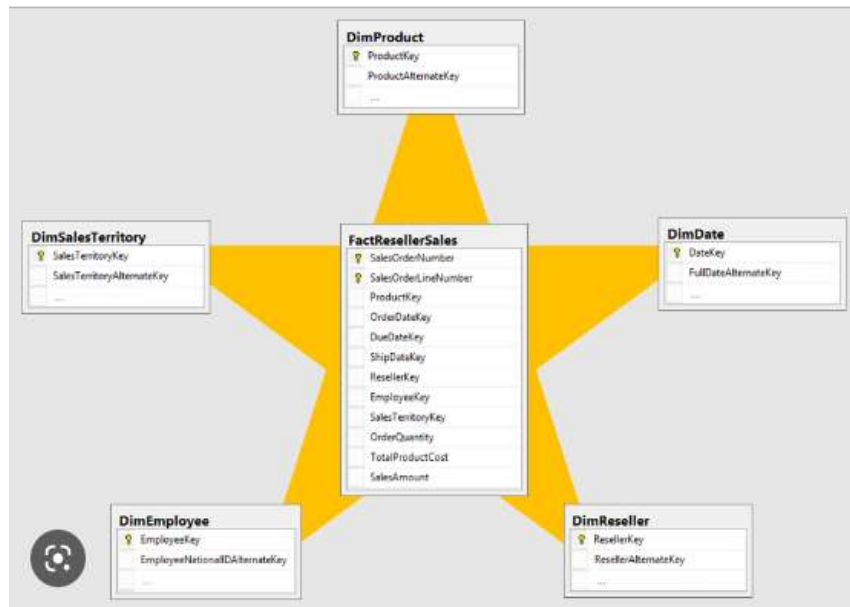 DimProduct
ProductKey
ProductAlternateKey
...
DimSalesTerritory
SalesTerritoryKey
SalesTerritoryAlternateKey
...
FactResellerSales
SalesOrderNumber
SalesOrderLineNumber
ProductKey
OrderDateKey
DueDateKey
ShipDateKey
ResellerKey
EmployeeKey
SalesTerritoryKey
OrderQuantity
TotalProductCost
SalesAmount
DimDate
DateKey
FullDateAlternateKey
...
DimEmployee
EmployeeKey
EmployeeNationalIDAlternateKey
...
DimReseller
ResellerKey
ResellerAlternateKey
...